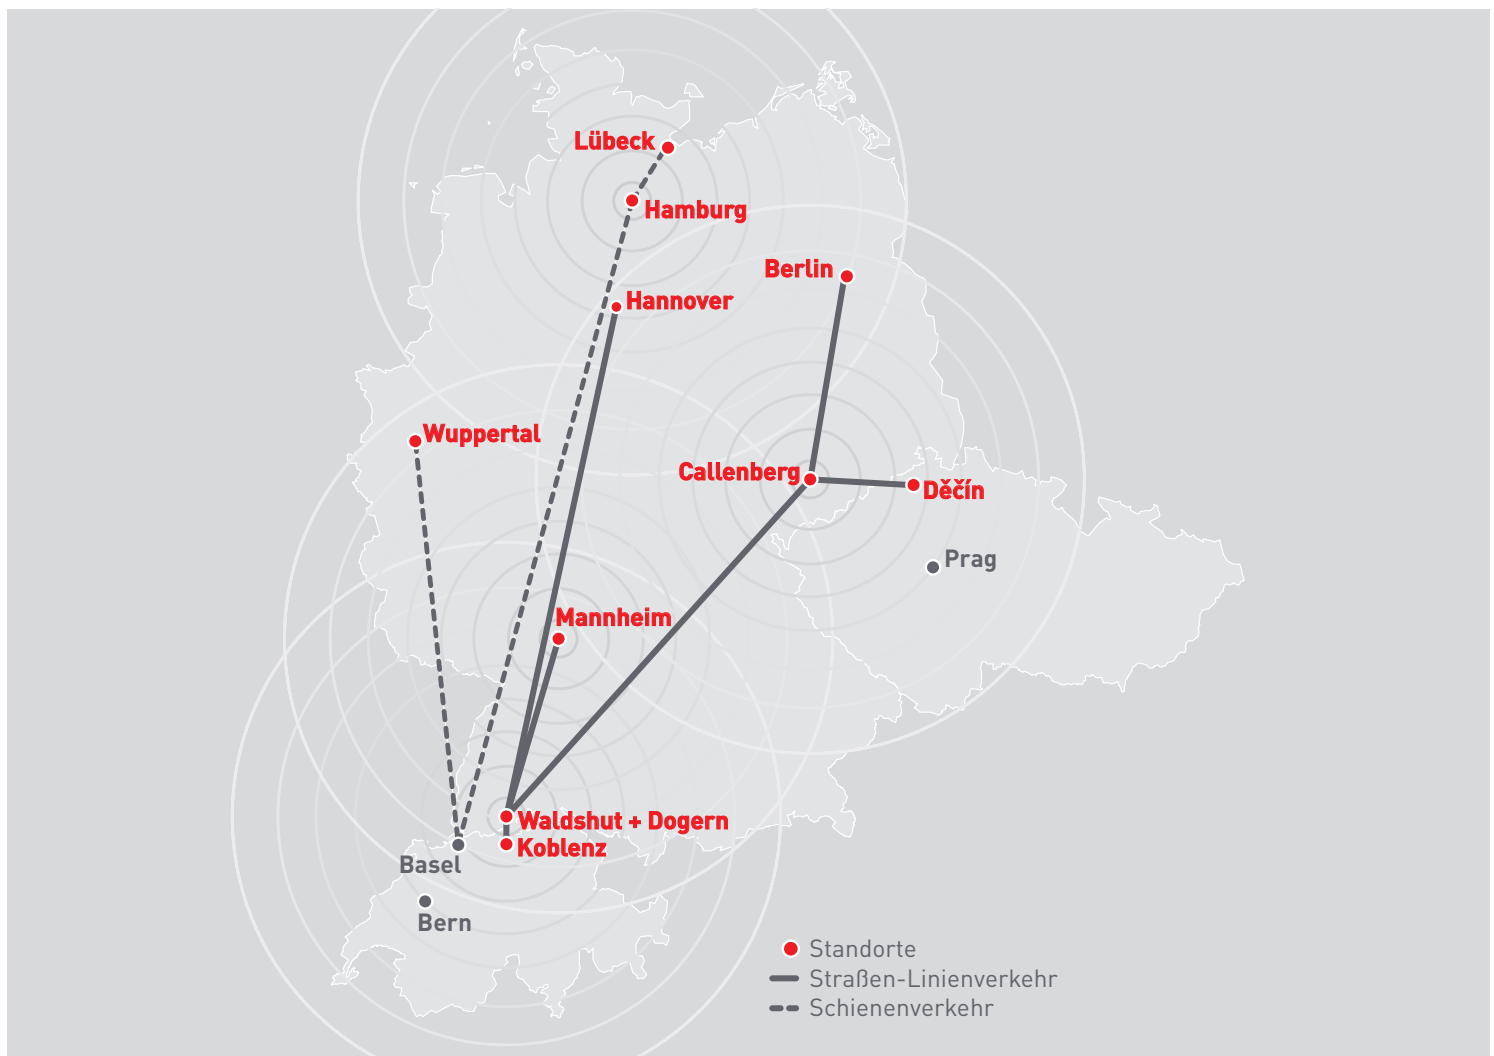 Lübeck
Hamburg
Berlin
Hannover
Wuppertal
Callenberg
Děčín
Prag
Mannheim
Waldshut + Dogern
Koblenz
Basel
Bern
Standorte
Straßen-Linienverkehr
Schienenverkehr